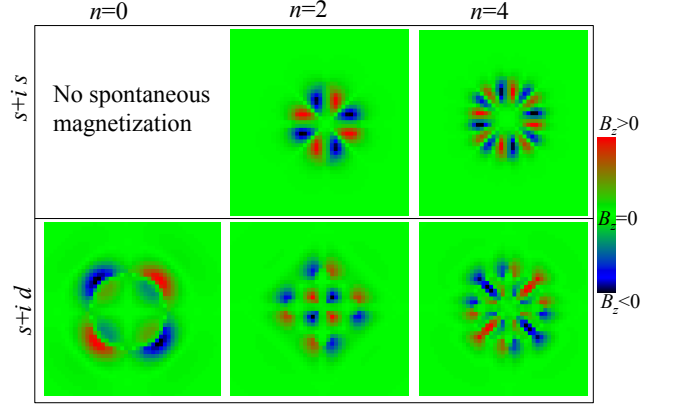 n=0
n=2
n=4
s+i s
No spontaneous
magnetization
B_z>0
B_z=0
B_z<0
s+i d